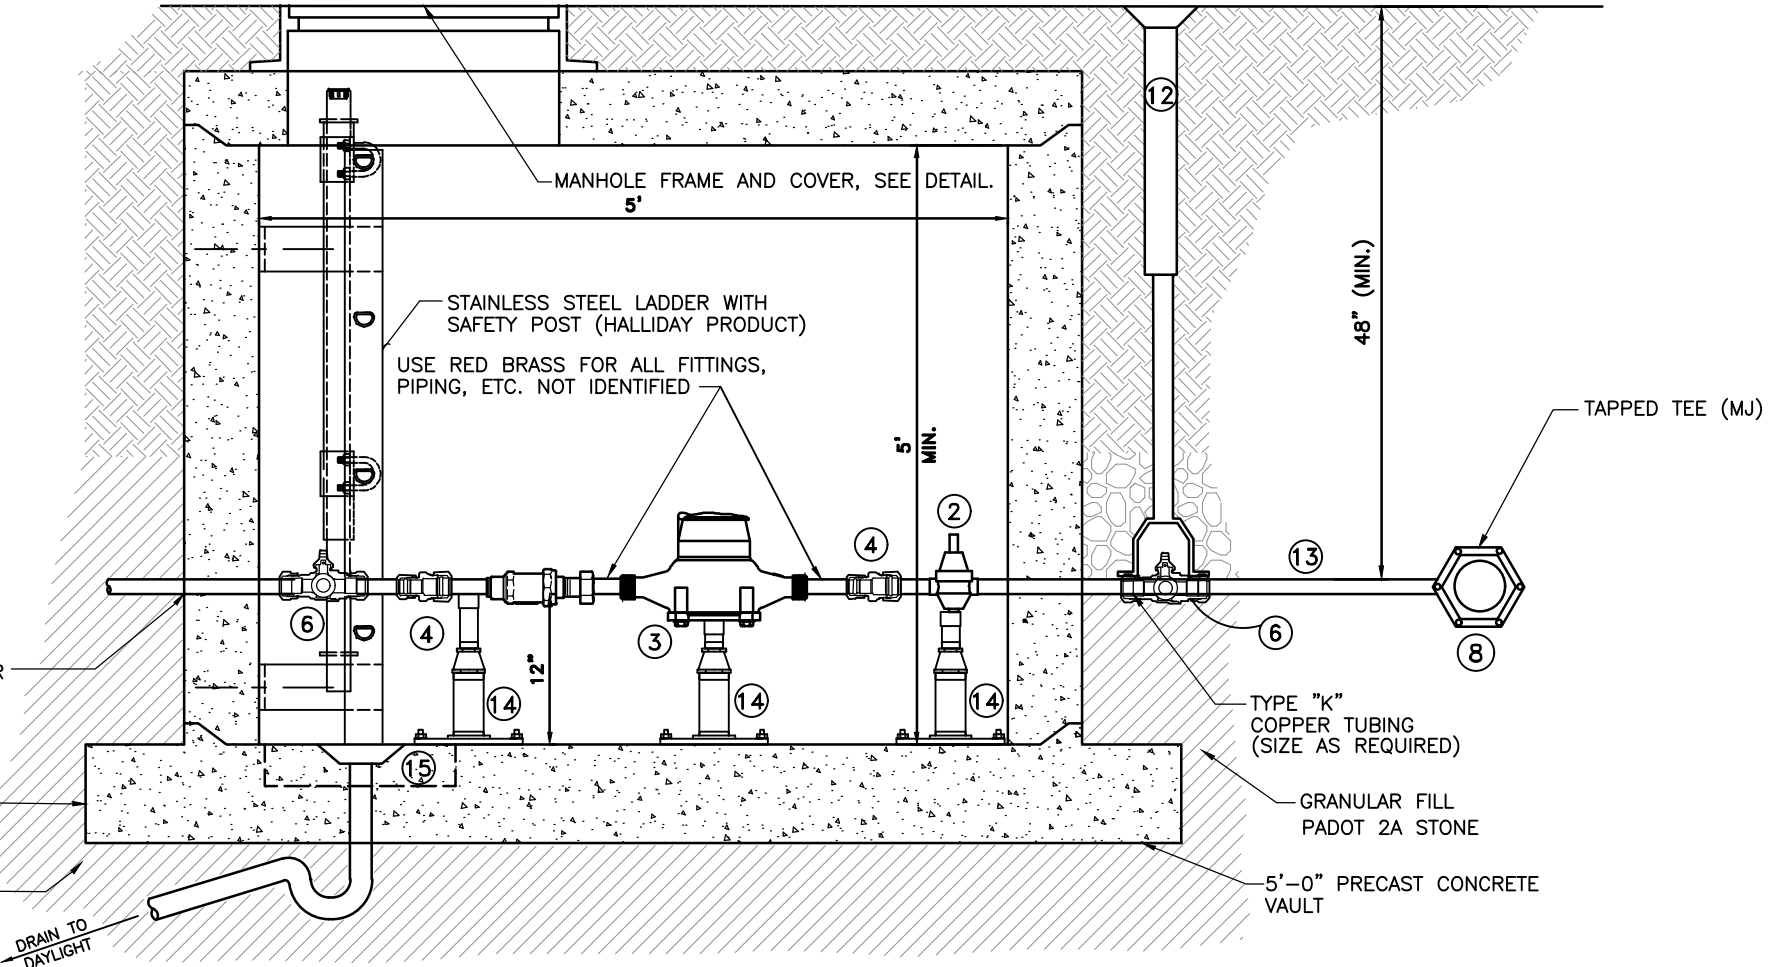 12
MANHOLE FRAME AND COVER, SEE DETAIL.
5'
48" (MIN.)
STAINLESS STEEL LADDER WITH
SAFETY POST (HALLIDAY PRODUCT)
USE RED BRASS FOR ALL FITTINGS,
PIPING, ETC. NOT IDENTIFIED
TAPPED TEE (MJ)
5'
MIN.
2
4
13
6
4
3
6
8
R
12"
14
14
14
TYPE "K"
COPPER TUBING
(SIZE AS REQUIRED)
15
GRANULAR FILL
PADOT 2A STONE
5'-0" PRECAST CONCRETE
VAULT
DRAIN TO
DAYLIGHT